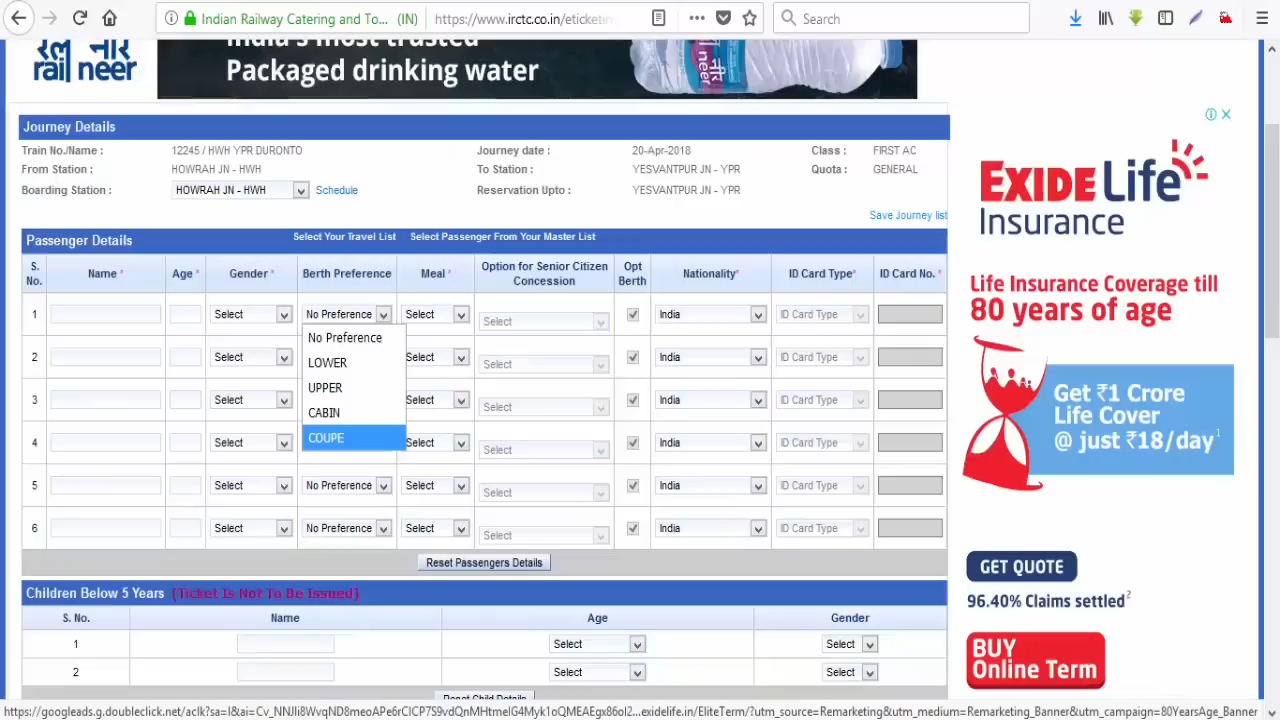 Indian Railway Catering and To... (IN)
https://www.irctc.co.in
Search
रेल नीर
rail neer
India's most trusted
Packaged drinking water
rail neer
Journey Details
Train No./Name : 12245 / HWH YPR DURONTO Journey date : 20-Apr-2018 Class : FIRST AC
From Station : HOWRAH JN - HWH To Station : YESVANTPUR JN - YPR Quota : GENERAL
Boarding Station : HOWRAH JN - HWH Schedule Reservation Upto : YESVANTPUR JN - YPR
Save Journey list
Passenger Details Select Your Travel List Select Passenger From Your Master List
S. No. Name * Age * Gender * Berth Preference Meal * Option for Senior Citizen Concession Opt Berth Nationality* ID Card Type* ID Card No. *
1 Select No Preference Select Select India ID Card Type
No Preference
LOWER
UPPER
CABIN
COUPE
2 Select Select Select India ID Card Type
3 Select Select Select India ID Card Type
4 Select Select Select India ID Card Type
5 Select No Preference Select Select India ID Card Type
6 Select No Preference Select Select India ID Card Type
Reset Passengers Details
Children Below 5 Years (Ticket Is Not To Be Issued)
S. No. Name Age Gender
1 Select Select
2 Select Select
Reset Child Details
EXIDE Life
Insurance
Life Insurance Coverage till
80 years of age
Get ₹1 Crore
Life Cover
@ just ₹18/day1
GET QUOTE
96.40% Claims settled2
BUY
Online Term